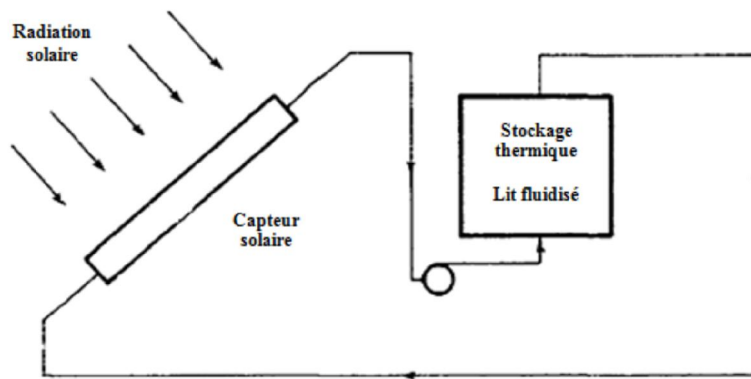 Radiation
solaire
Stockage
thermique
Lit fluidisé
Capteur
solaire